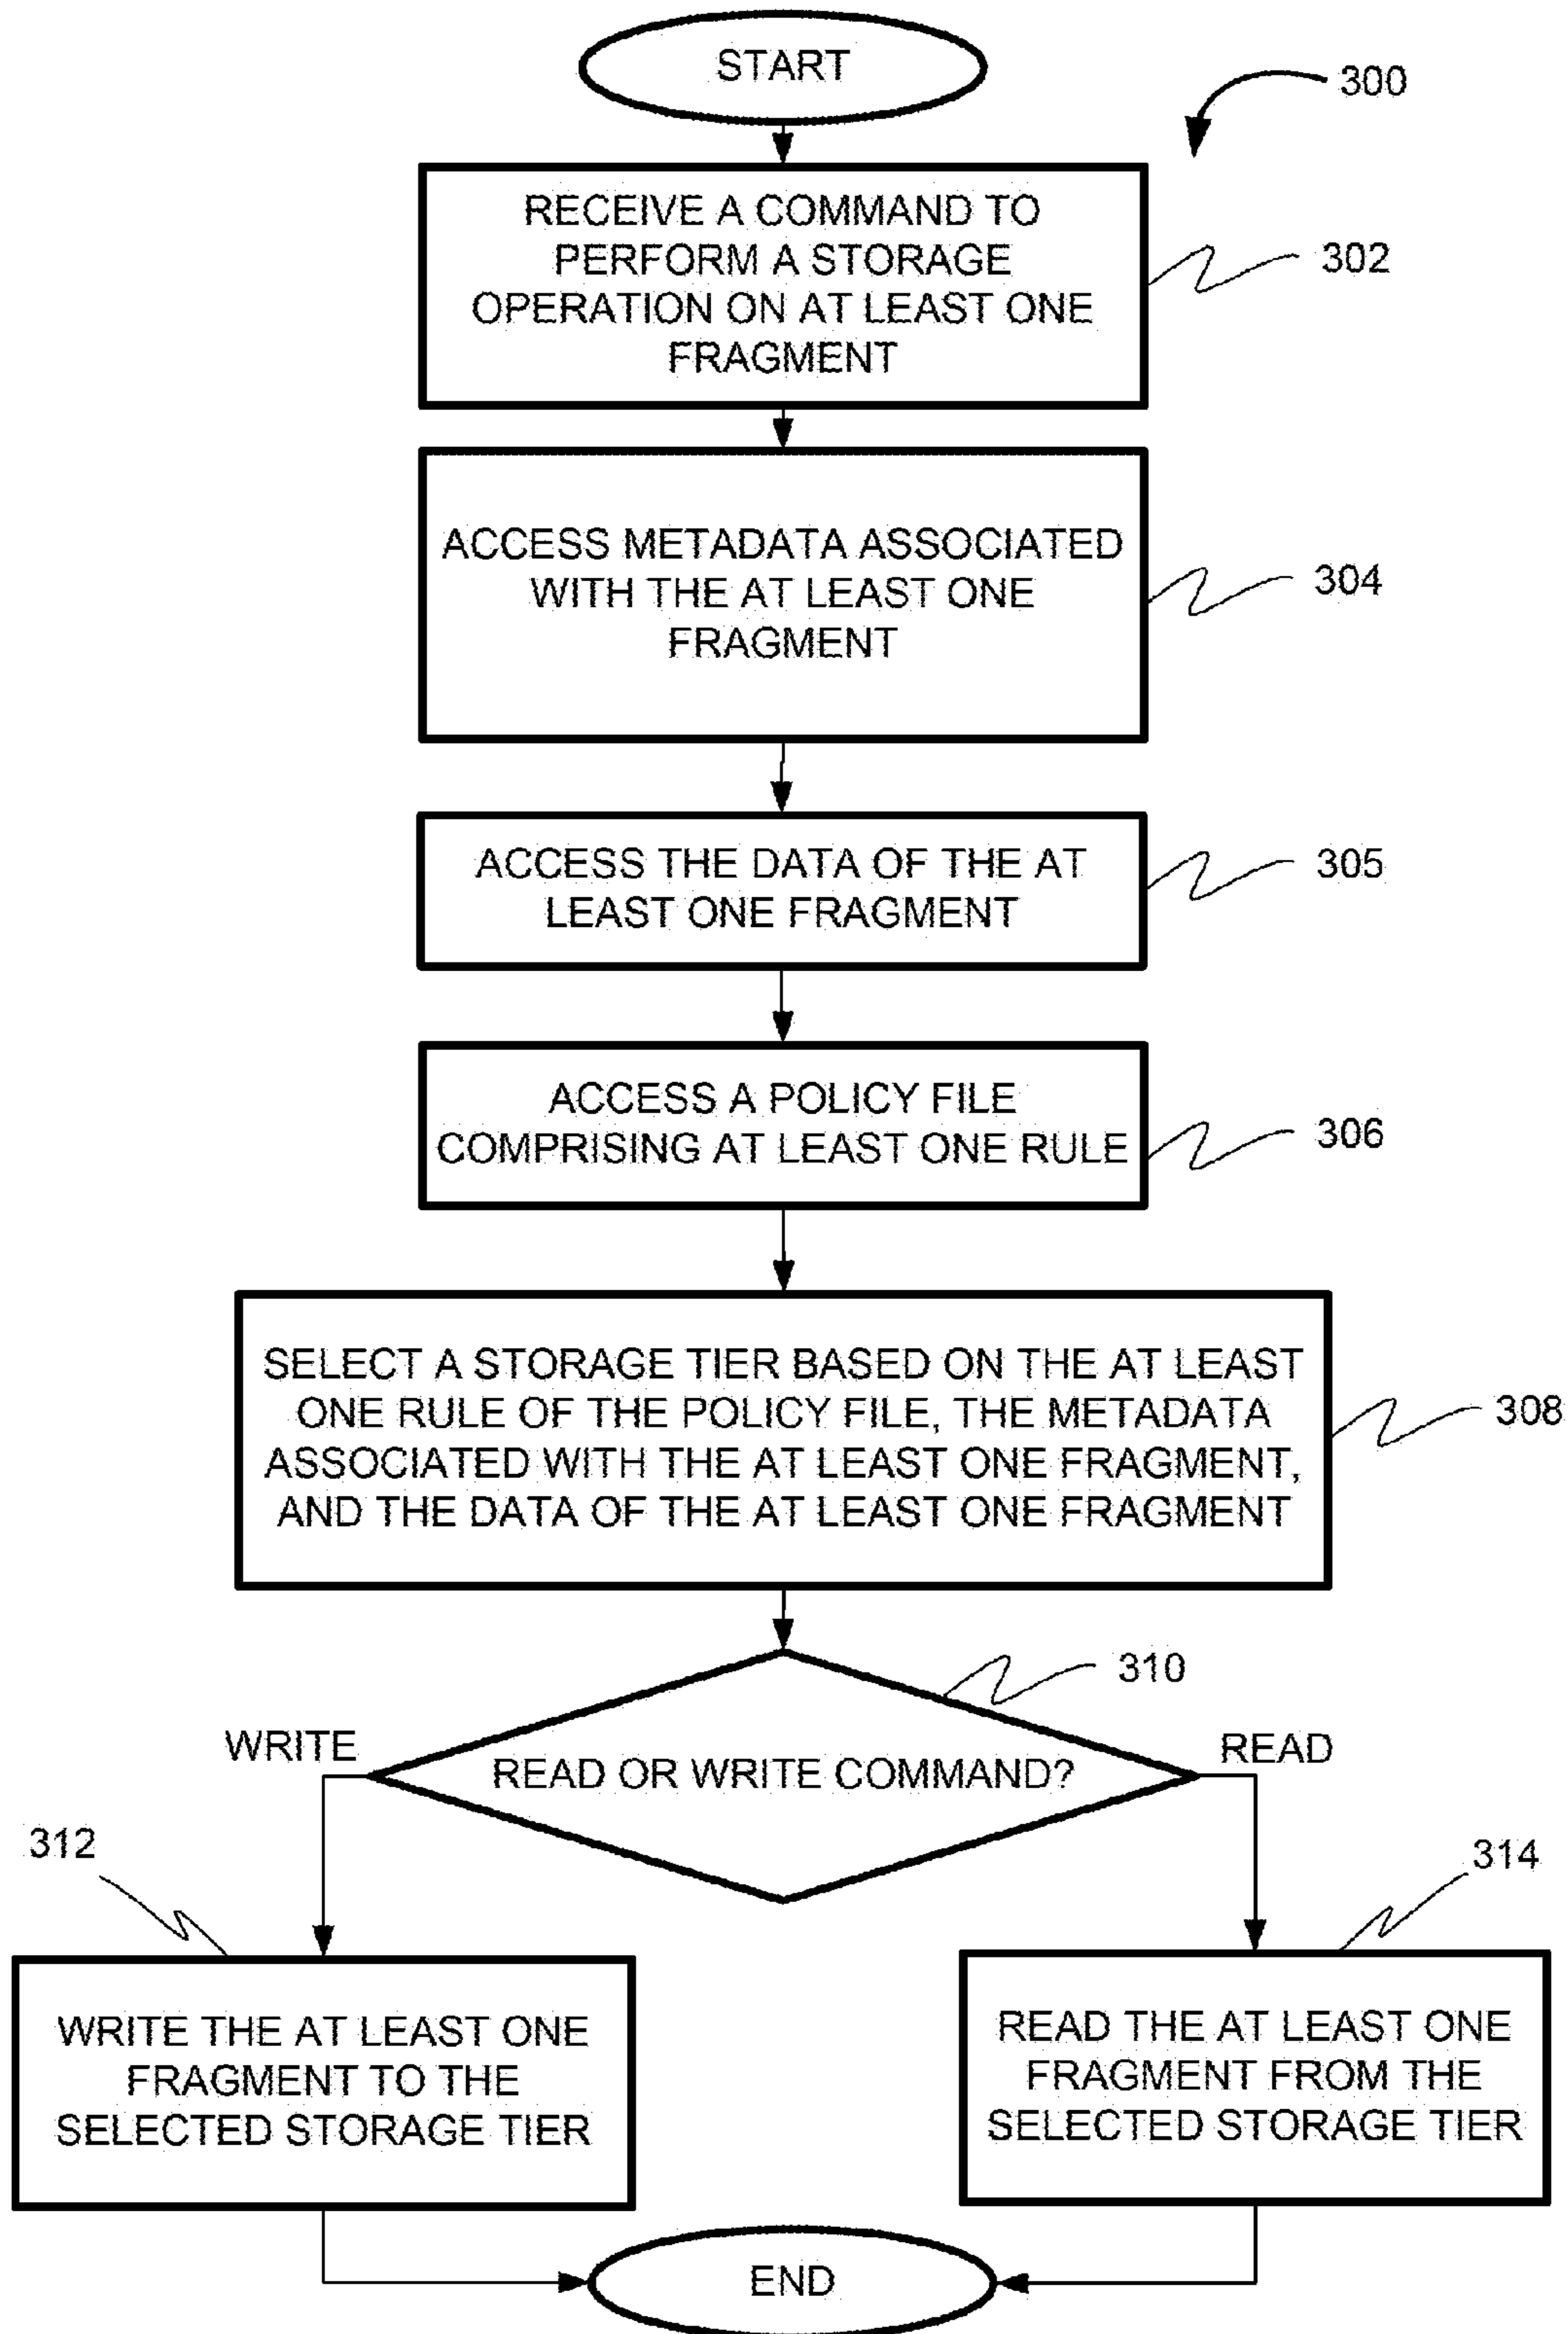 START
300
RECEIVE A COMMAND TO
PERFORM A STORAGE
OPERATION ON AT LEAST ONE
FRAGMENT
302
ACCESS METADATA ASSOCIATED
WITH THE AT LEAST ONE
FRAGMENT
304
ACCESS THE DATA OF THE AT
LEAST ONE FRAGMENT
305
ACCESS A POLICY FILE
COMPRISING AT LEAST ONE RULE
306
SELECT A STORAGE TIER BASED ON THE AT LEAST
ONE RULE OF THE POLICY FILE, THE METADATA
ASSOCIATED WITH THE AT LEAST ONE FRAGMENT,
AND THE DATA OF THE AT LEAST ONE FRAGMENT
308
310
WRITE
READ OR WRITE COMMAND?
READ
312
314
WRITE THE AT LEAST ONE
FRAGMENT TO THE
SELECTED STORAGE TIER
READ THE AT LEAST ONE
FRAGMENT FROM THE
SELECTED STORAGE TIER
END